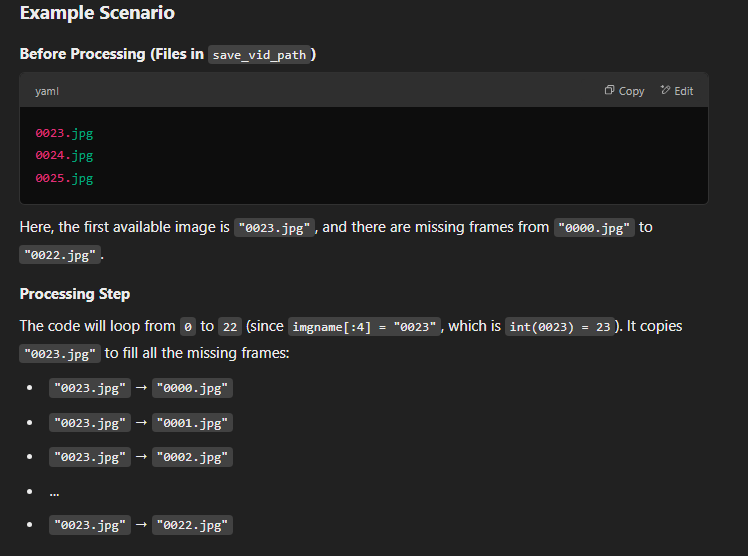 Example Scenario
Before Processing (Files in save_vid_path)
yaml Copy Edit
0023.jpg
0024.jpg
0025.jpg
Here, the first available image is "0023.jpg", and there are missing frames from "0000.jpg" to
"0022.jpg".
Processing Step
The code will loop from 0 to 22 (since imgname[:4] = "0023", which is int(0023) = 23). It copies
"0023.jpg" to fill all the missing frames:
• "0023.jpg" → "0000.jpg"
• "0023.jpg" → "0001.jpg"
• "0023.jpg" → "0002.jpg"
• ...
• "0023.jpg" → "0022.jpg"